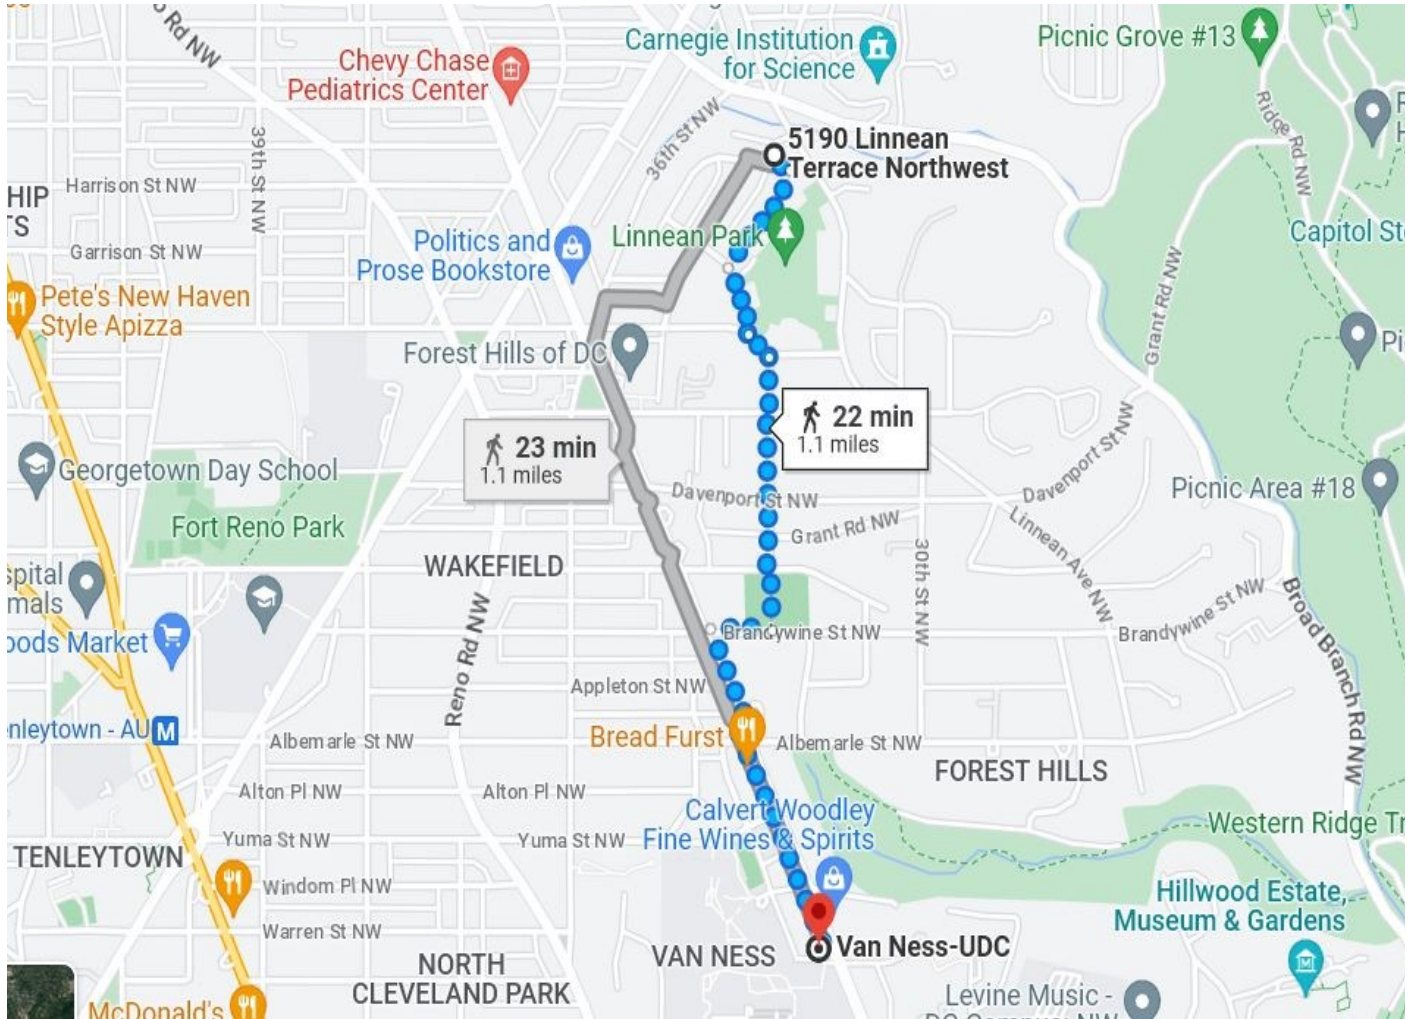 Reno Rd NW
Chevy Chase
Pediatrics Center
Carnegie Institution
for Science
Picnic Grove #13
36th St NW
39th St NW
Ridge Rd NW
5190 Linnean
Terrace Northwest
Harrison St NW
HIP
TS
Garrison St NW
Politics and
Prose Bookstore
Linnean Park
Capitol Sto
Grant Rd NW
Pete's New Haven
Style Apizza
Forest Hills of DC
Pi
22 min
1.1 miles
23 min
1.1 miles
Georgetown Day School
Davenport St NW
Davenport St NW
Picnic Area #18
Fort Reno Park
Grant Rd NW
Linnean Ave NW
WAKEFIELD
30th St NW
spital
mals
Reno Rd NW
oods Market
Brandywine St NW
Brandywine St NW
Broad Branch Rd NW
Appleton St NW
enleytown - AU M
Albemarle St NW
Bread Furst
Albemarle St NW
FOREST HILLS
Alton Pl NW
Alton Pl NW
Calvert Woodley
Fine Wines & Spirits
Yuma St NW
Yuma St NW
Western Ridge Tr
TENLEYTOWN
Windom Pl NW
Hillwood Estate,
Museum & Gardens
Warren St NW
VAN NESS
Van Ness-UDC
NORTH
CLEVELAND PARK
McDonald's
Levine Music -